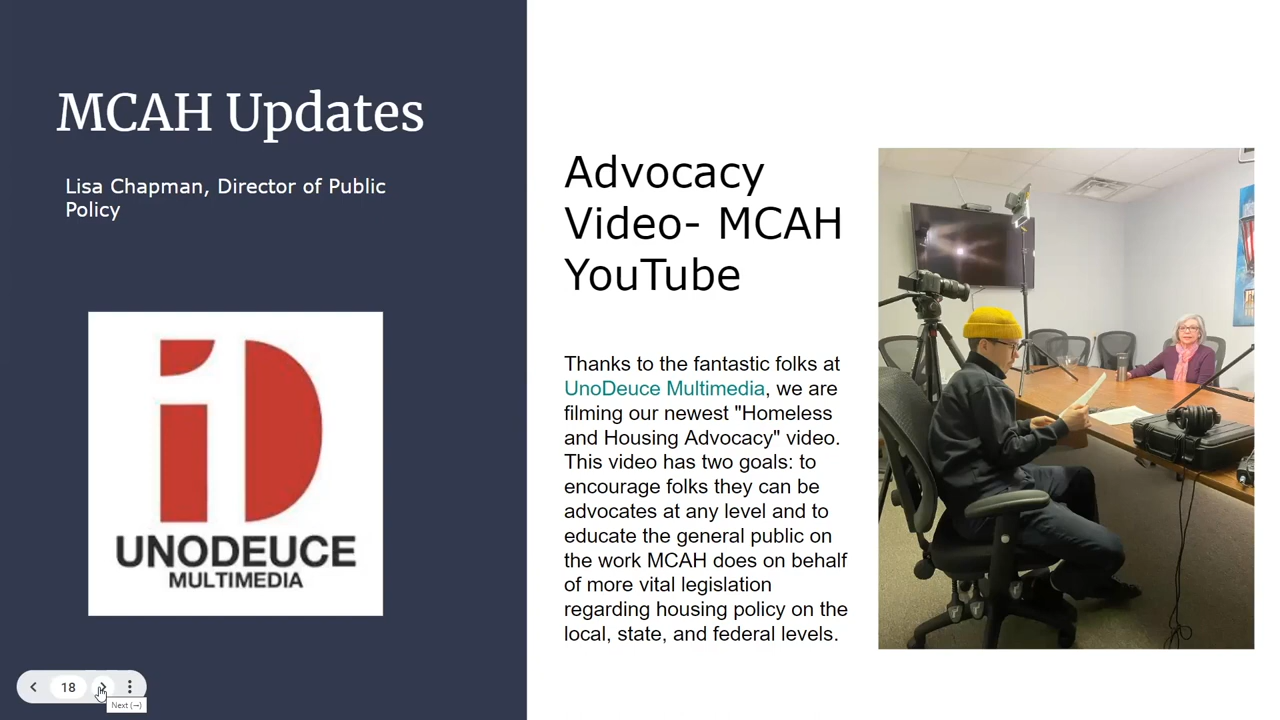 MCAH Updates
Lisa Chapman, Director of Public
Policy
UNODEUCE
MULTIMEDIA
Advocacy
Video- MCAH
YouTube
Thanks to the fantastic folks at
UnoDeuce Multimedia, we are
filming our newest "Homeless
and Housing Advocacy" video.
This video has two goals: to
encourage folks they can be
advocates at any level and to
educate the general public on
the work MCAH does on behalf
of more vital legislation
regarding housing policy on the
local, state, and federal levels.
18
Next (→)